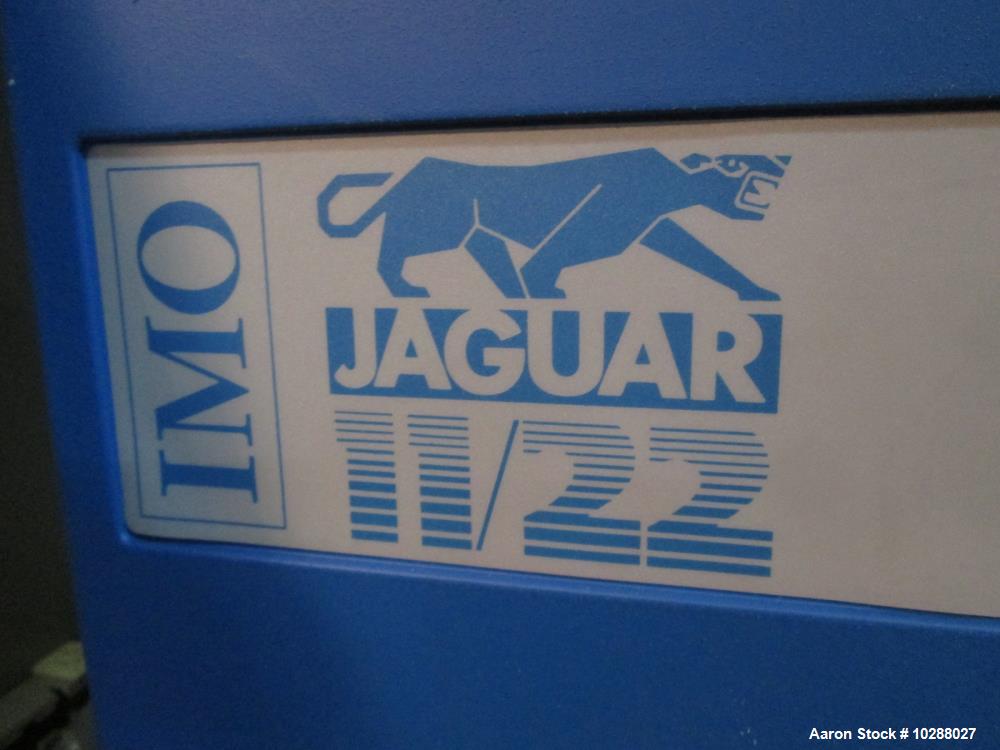 IMO
JAGUAR
11/22
Aaron Stock # 10288027